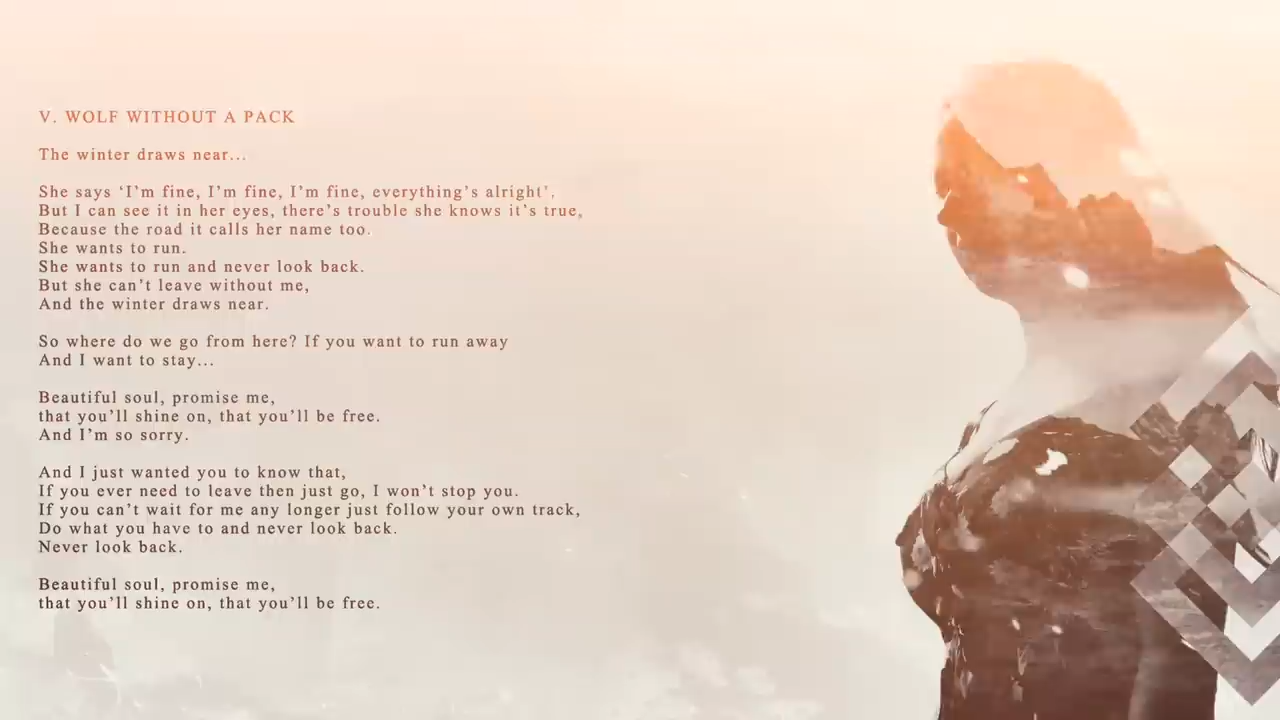 V. WOLF WITHOUT A PACK
The winter draws near...
She says ‘I’m fine, I’m fine, I’m fine, everything’s alright’.
But I can see it in her eyes, there’s trouble she knows it’s true,
Because the road it calls her name too.
She wants to run.
She wants to run and never look back.
But she can’t leave without me,
And the winter draws near.
So where do we go from here? If you want to run away
And I want to stay...
Beautiful soul, promise me,
that you’ll shine on, that you’ll be free.
And I’m so sorry.
And I just wanted you to know that,
If you ever need to leave then just go, I won’t stop you.
If you can’t wait for me any longer just follow your own track,
Do what you have to and never look back.
Never look back.
Beautiful soul, promise me,
that you’ll shine on, that you’ll be free.